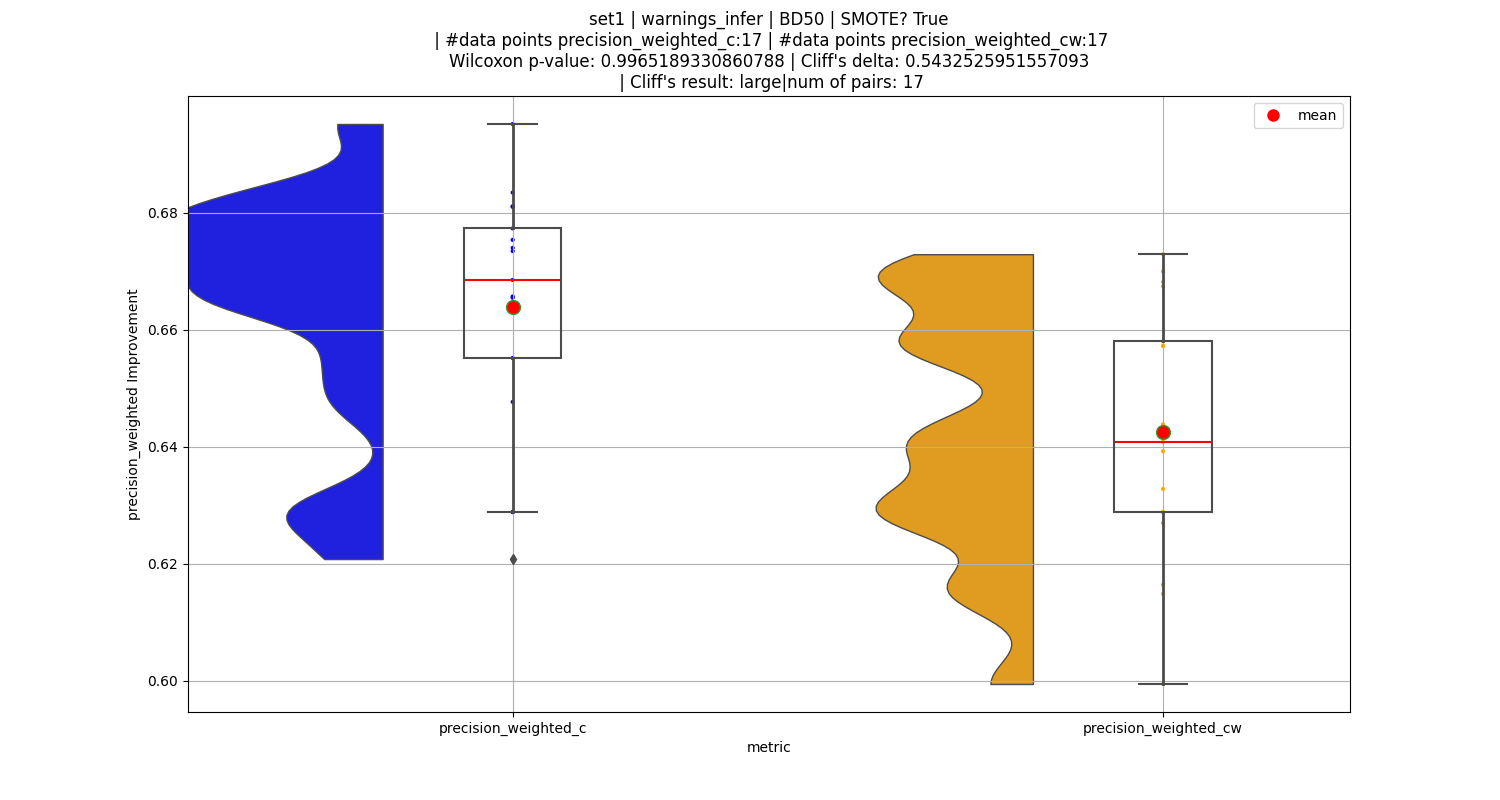 set1 | warnings_infer | BD50 | SMOTE? True
| #data points precision_weighted_c:17 | #data points precision_weighted_cw:17
Wilcoxon p-value: 0.9965189330860788 | Cliff's delta: 0.5432525951557093
| Cliff's result: large|num of pairs: 17
mean
precision_weighted Improvement
0.68
0.66
0.64
0.62
0.60
precision_weighted_c
precision_weighted_cw
metric